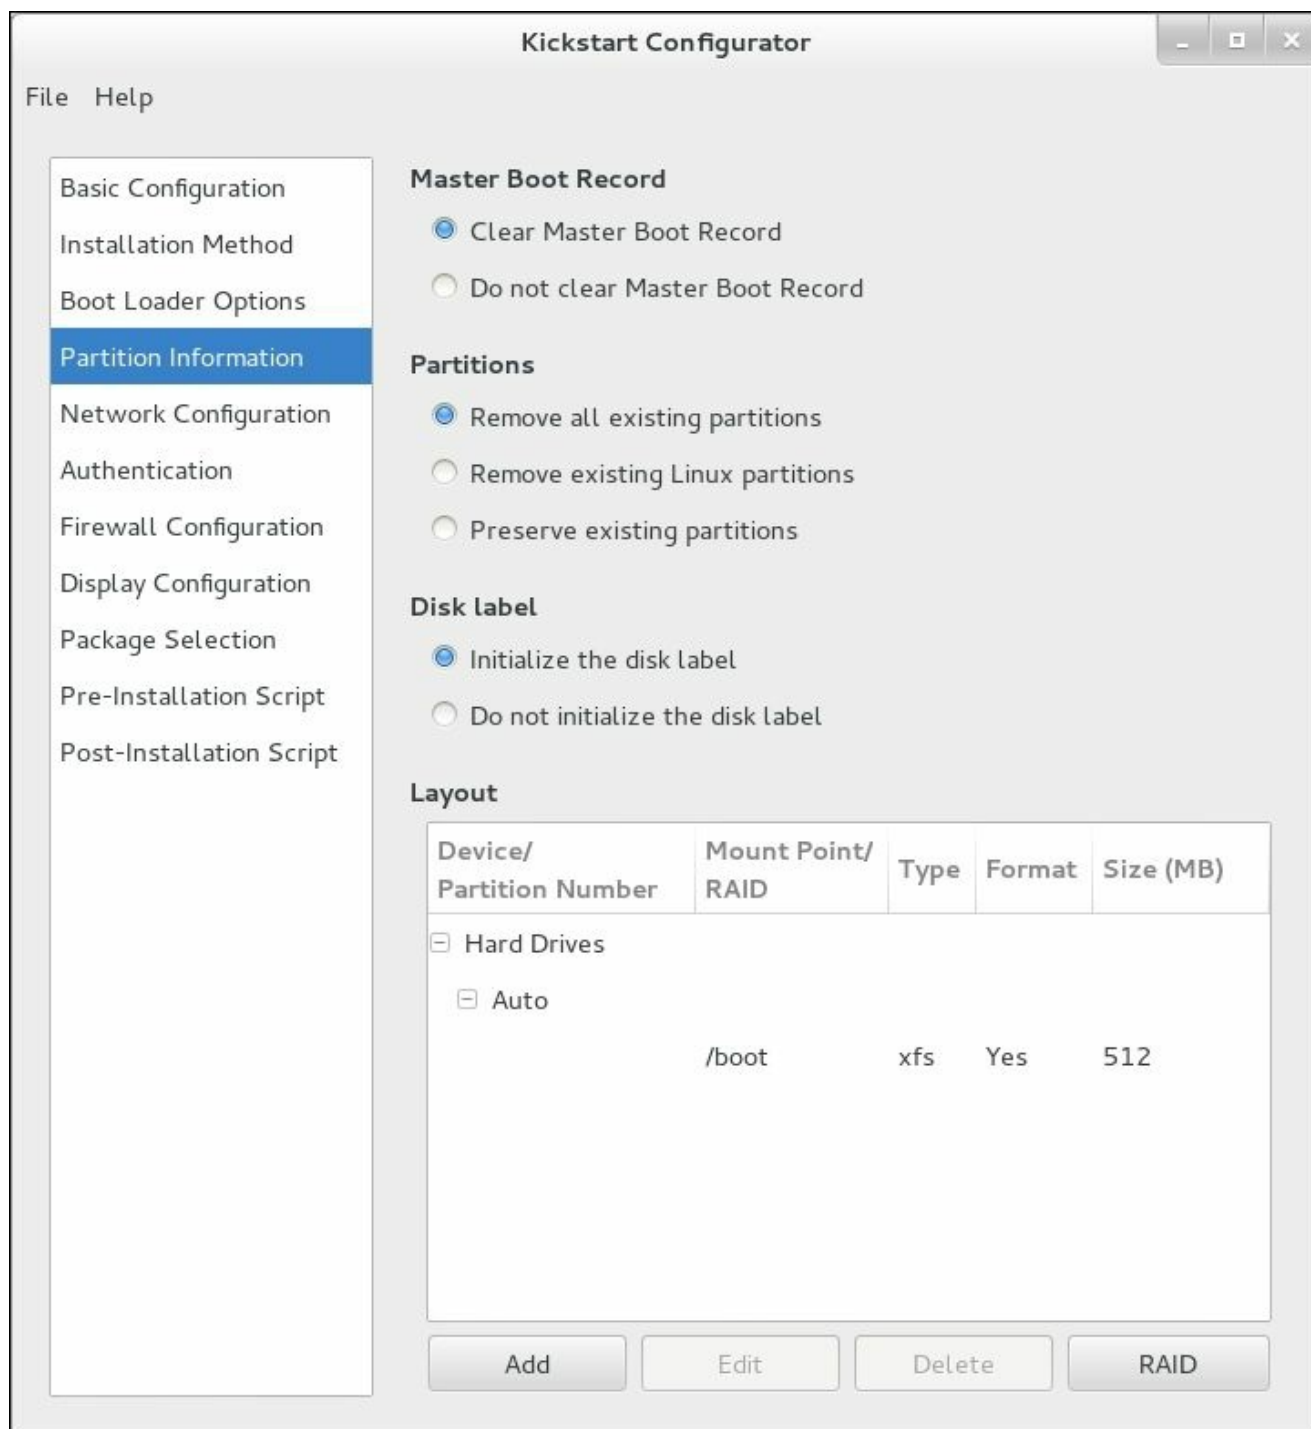 Kickstart Configurator
File Help
Basic Configuration
Installation Method
Boot Loader Options
Partition Information
Network Configuration
Authentication
Firewall Configuration
Display Configuration
Package Selection
Pre-Installation Script
Post-Installation Script
Master Boot Record
Clear Master Boot Record
Do not clear Master Boot Record
Partitions
Remove all existing partitions
Remove existing Linux partitions
Preserve existing partitions
Disk label
Initialize the disk label
Do not initialize the disk label
Layout
Device/
Partition Number
Mount Point/
RAID
Type
Format
Size (MB)
Hard Drives
Auto
/boot xfs Yes 512
Add Edit Delete RAID